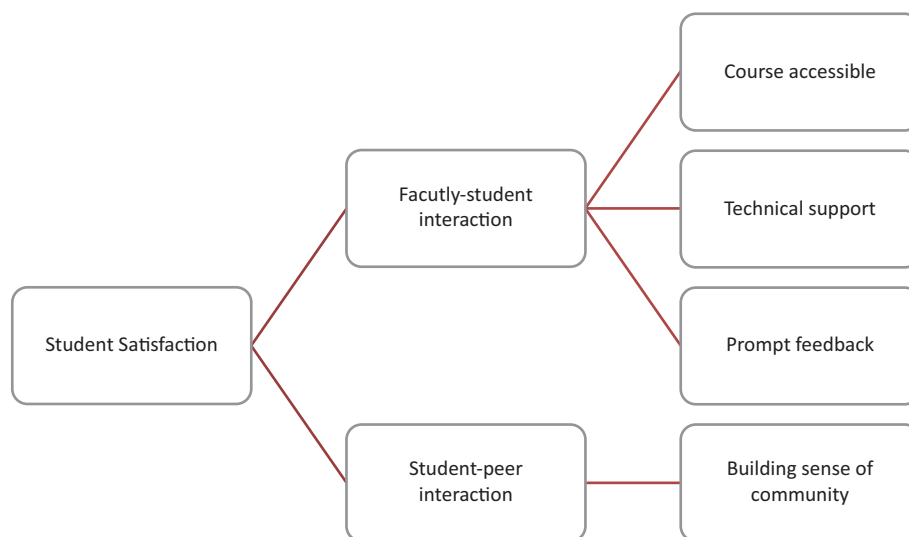 Course accessible
Facutly-student
interaction
Technical support
Student Satisfaction
Prompt feedback
Student-peer
interaction
Building sense of
community